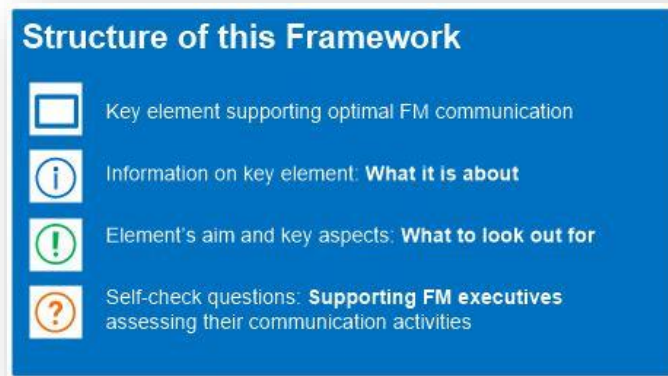 Structure of this Framework
Key element supporting optimal FM communication
Information on key element: What it is about
Element's aim and key aspects: What to look out for
Self-check questions: Supporting FM executives
assessing their communication activities